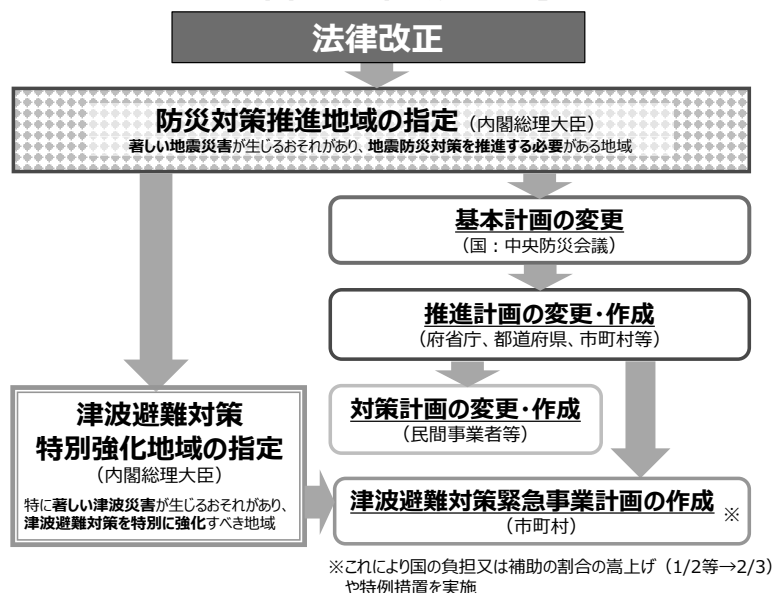 法律改正
防災対策推進地域の指定（内閣総理大臣）
著しい地震災害が生じるおそれがあり、地震防災対策を推進する必要がある地域
基本計画の変更
（国：中央防災会議）
推進計画の変更・作成
（府省庁、都道府県、市町村等）
対策計画の変更・作成
（民間事業者等）
津波避難対策
特別強化地域の指定
（内閣総理大臣）
特に著しい津波災害が生じるおそれがあり、
津波避難対策を特別に強化すべき地域
津波避難対策緊急事業計画の作成 ※
（市町村）
※これにより国の負担又は補助の割合の嵩上げ（1/2等→2/3）
や特例措置を実施